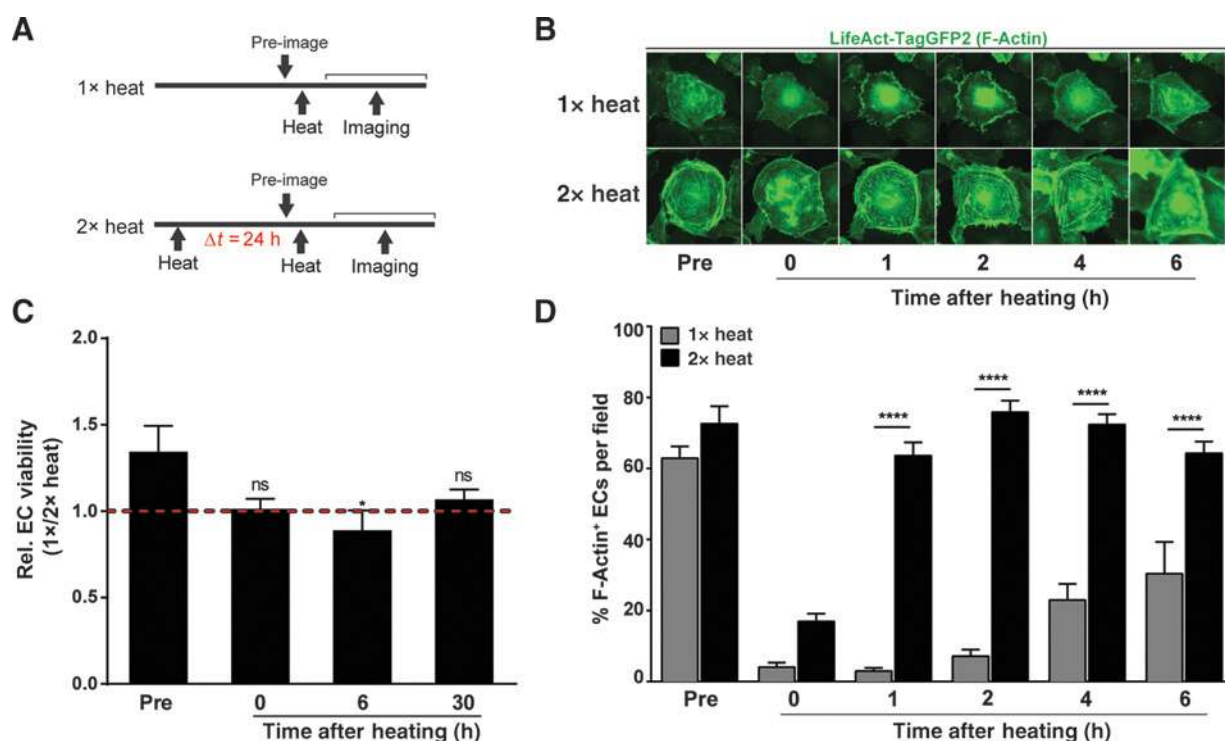 A
Pre-image
1× heat
Heat
Imaging
Pre-image
2× heat
Δt = 24 h
Heat
Heat
Imaging
B
LifeAct-TagGFP2 (F-Actin)
1× heat
2× heat
Pre 0 1 2 4 6
Time after heating (h)
C
Rel. EC viability
(1×/2× heat)
2.0
1.5
1.0
0.5
0.0
ns
*
ns
Pre 0 6 30
Time after heating (h)
D
1× heat
2× heat
% F-Actin⁺ ECs per field
100
80
60
40
20
0
****
****
****
****
Pre 0 1 2 4 6
Time after heating (h)